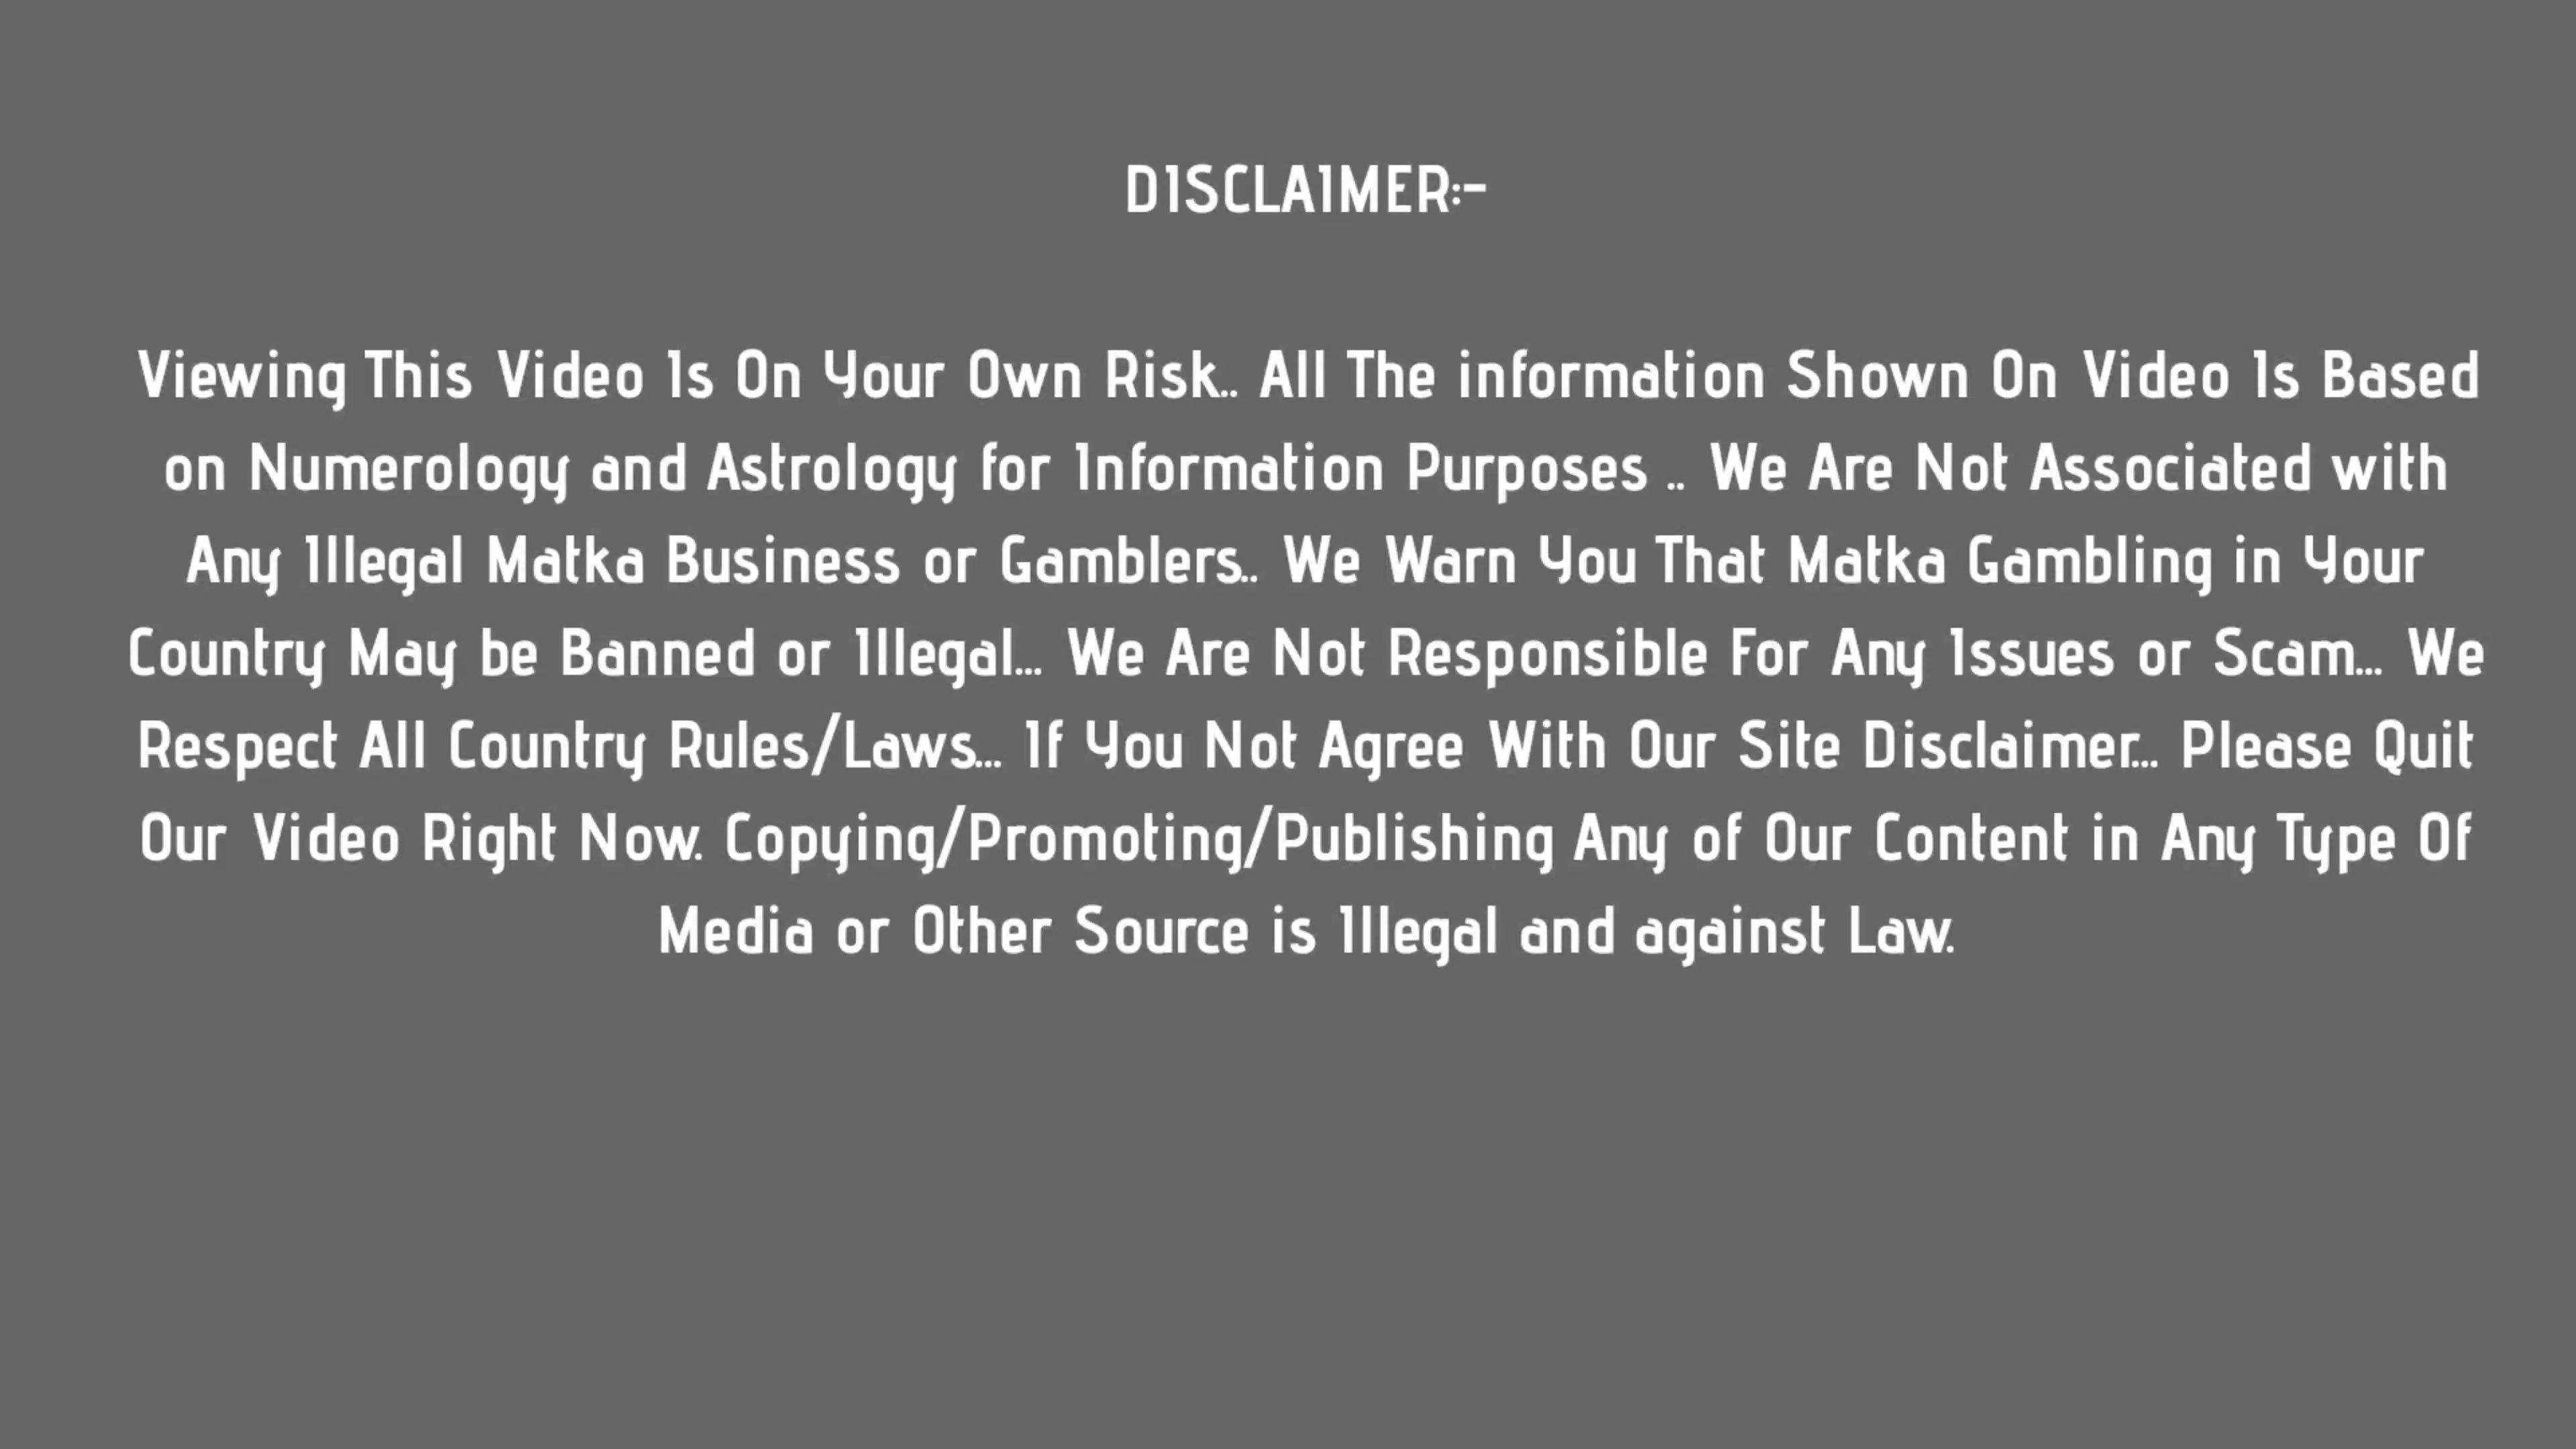 DISCLAIMER:-
Viewing This Video Is On Your Own Risk.. All The information Shown On Video Is Based
on Numerology and Astrology for Information Purposes .. We Are Not Associated with
Any Illegal Matka Business or Gamblers.. We Warn You That Matka Gambling in Your
Country May be Banned or Illegal... We Are Not Responsible For Any Issues or Scam... We
Respect All Country Rules/Laws... If You Not Agree With Our Site Disclaimer... Please Quit
Our Video Right Now. Copying/Promoting/Publishing Any of Our Content in Any Type Of
Media or Other Source is Illegal and against Law.